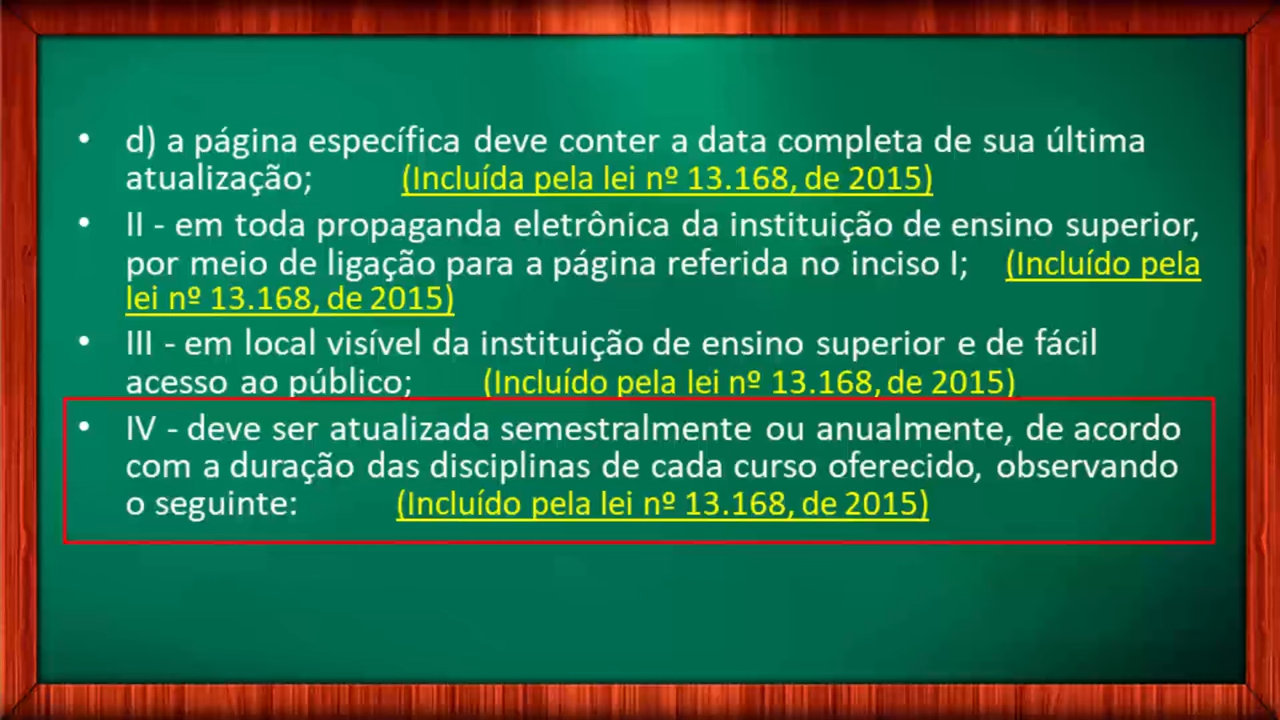 • d) a página específica deve conter a data completa de sua última
atualização; (Incluída pela lei nº 13.168, de 2015)
• II - em toda propaganda eletrônica da instituição de ensino superior,
por meio de ligação para a página referida no inciso I; (Incluído pela
lei nº 13.168, de 2015)
• III - em local visível da instituição de ensino superior e de fácil
acesso ao público; (Incluído pela lei nº 13.168, de 2015)
• IV - deve ser atualizada semestralmente ou anualmente, de acordo
com a duração das disciplinas de cada curso oferecido, observando
o seguinte: (Incluído pela lei nº 13.168, de 2015)